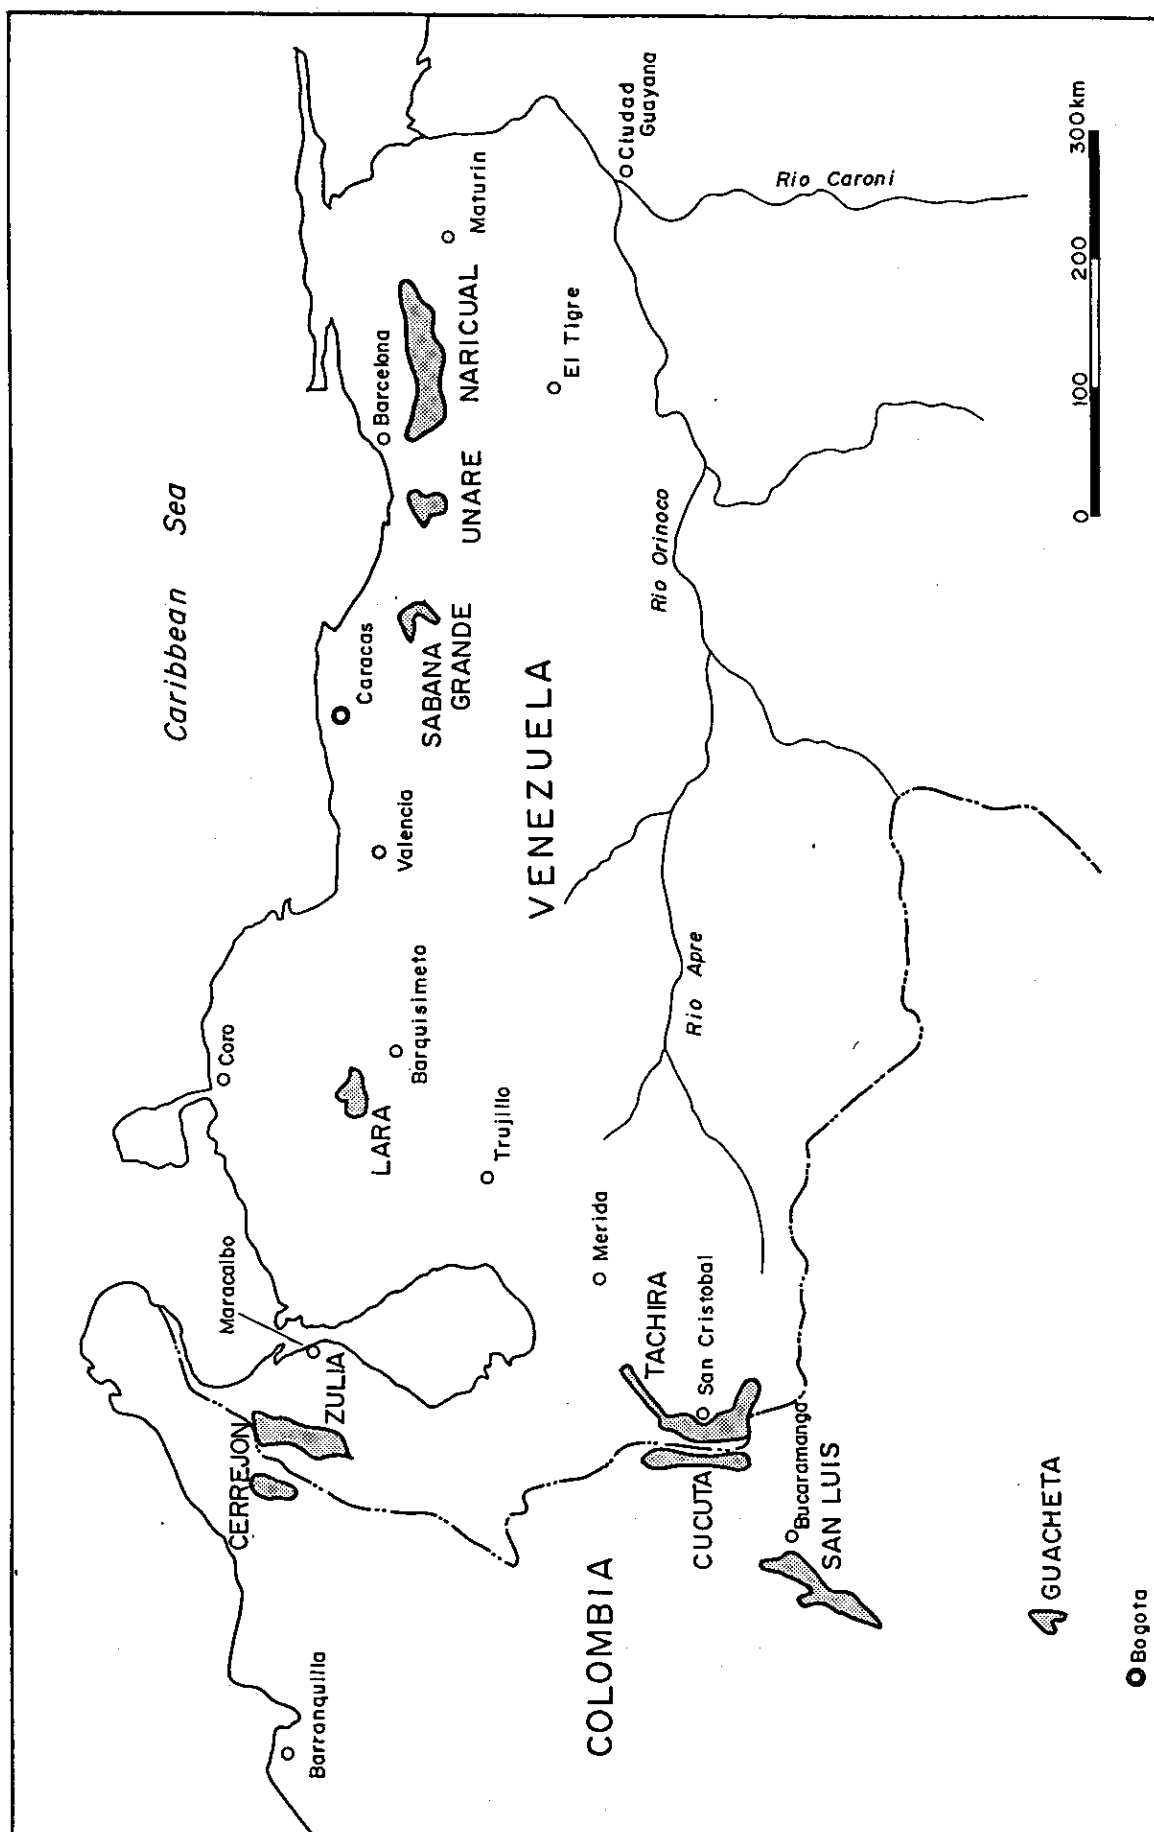 Caribbean Sea
Barranquilla
CERREJON
ZULIA
Maracalbo
Coro
LARA
Barquisimeto
Trujillo
Valencia
Caracas
SABANA
GRANDE
UNARE
Barcelona
NARICUAL
Maturin
El Tigre
Ciudad
Guayana
VENEZUELA
COLOMBIA
Merida
TACHIRA
San Cristobal
CUCUTA
Bucaramanga
SAN LUIS
GUACHETA
Bogota
Rio Apre
Rio Orinoco
Rio Caroni
0 100 200 300km